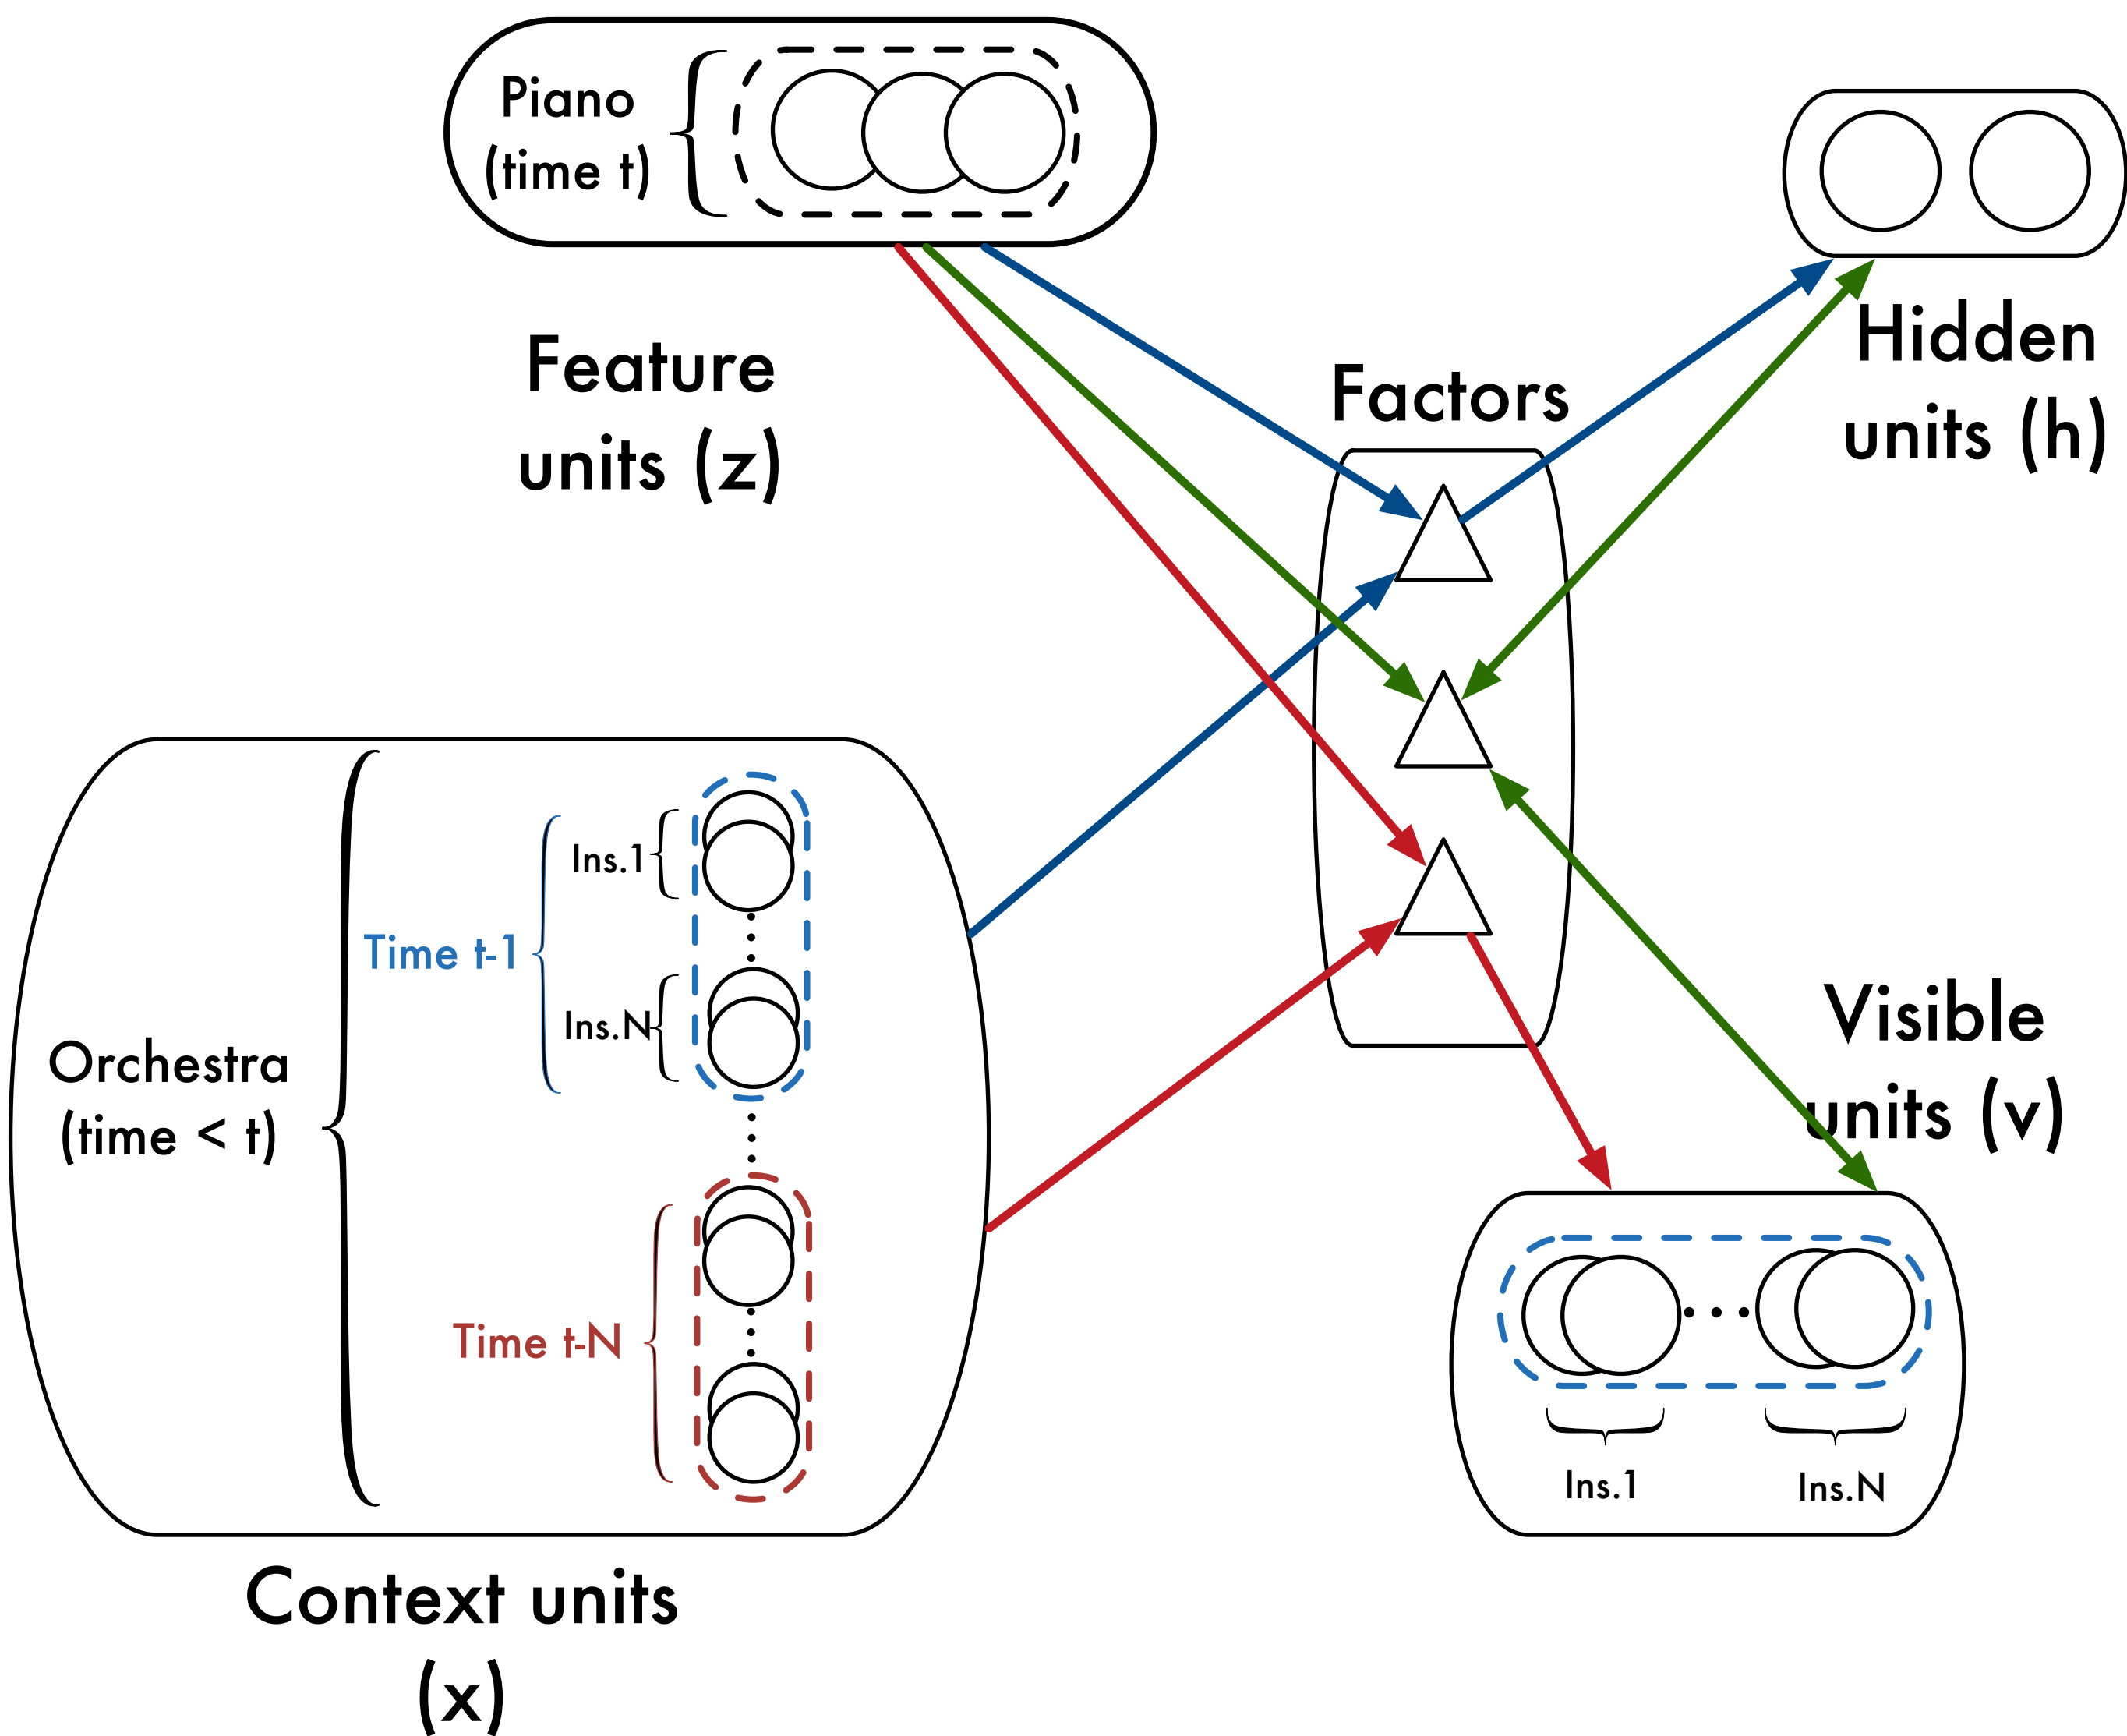 Piano
(time t)
Feature
units (z)
Hidden
units (h)
Factors
Ins.1
Time t-1
Ins.N
Orchestra
(time < t)
Time t-N
Context units
(x)
Visible
units (v)
Ins.1
Ins.N